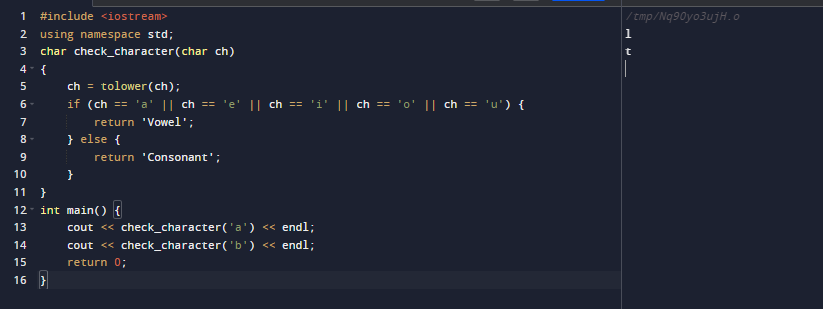 1 #include <iostream>
2 using namespace std;
3 char check_character(char ch)
4 {
5 ch = tolower(ch);
6 if (ch == 'a' || ch == 'e' || ch == 'i' || ch == 'o' || ch == 'u') {
7 return 'Vowel';
8 } else {
9 return 'Consonant';
10 }
11 }
12 int main() {
13 cout << check_character('a') << endl;
14 cout << check_character('b') << endl;
15 return 0;
16 }
/tmp/Nq9Oyo3ujH.o
l
t